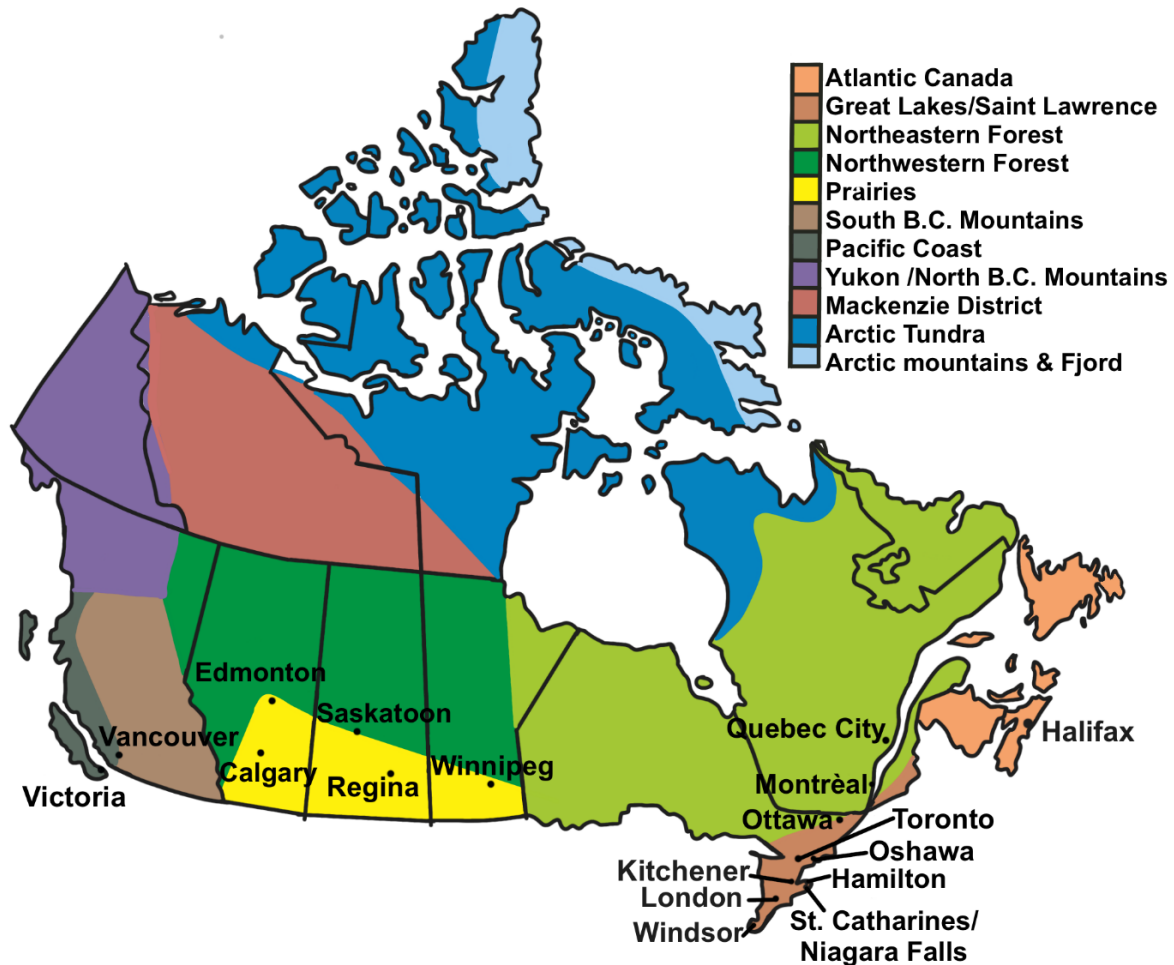 Atlantic Canada
Great Lakes/Saint Lawrence
Northeastern Forest
Northwestern Forest
Prairies
South B.C. Mountains
Pacific Coast
Yukon /North B.C. Mountains
Mackenzie District
Arctic Tundra
Arctic mountains & Fjord
Edmonton
Saskatoon
Vancouver
Calgary
Regina
Winnipeg
Victoria
Quebec City
Halifax
Montrèal
Ottawa
Toronto
Oshawa
Kitchener
Hamilton
London
Windsor
St. Catharines/
Niagara Falls